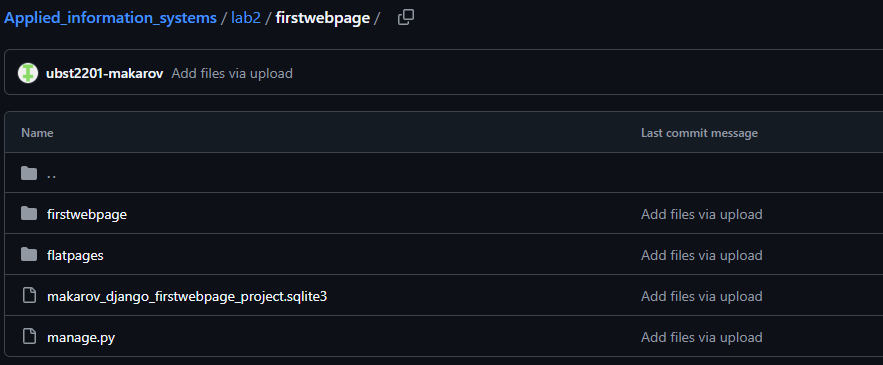 Applied_information_systems / lab2 / firstwebpage /
ubst2201-makarov Add files via upload
Name Last commit message
..
firstwebpage Add files via upload
flatpages Add files via upload
makarov_django_firstwebpage_project.sqlite3 Add files via upload
manage.py Add files via upload